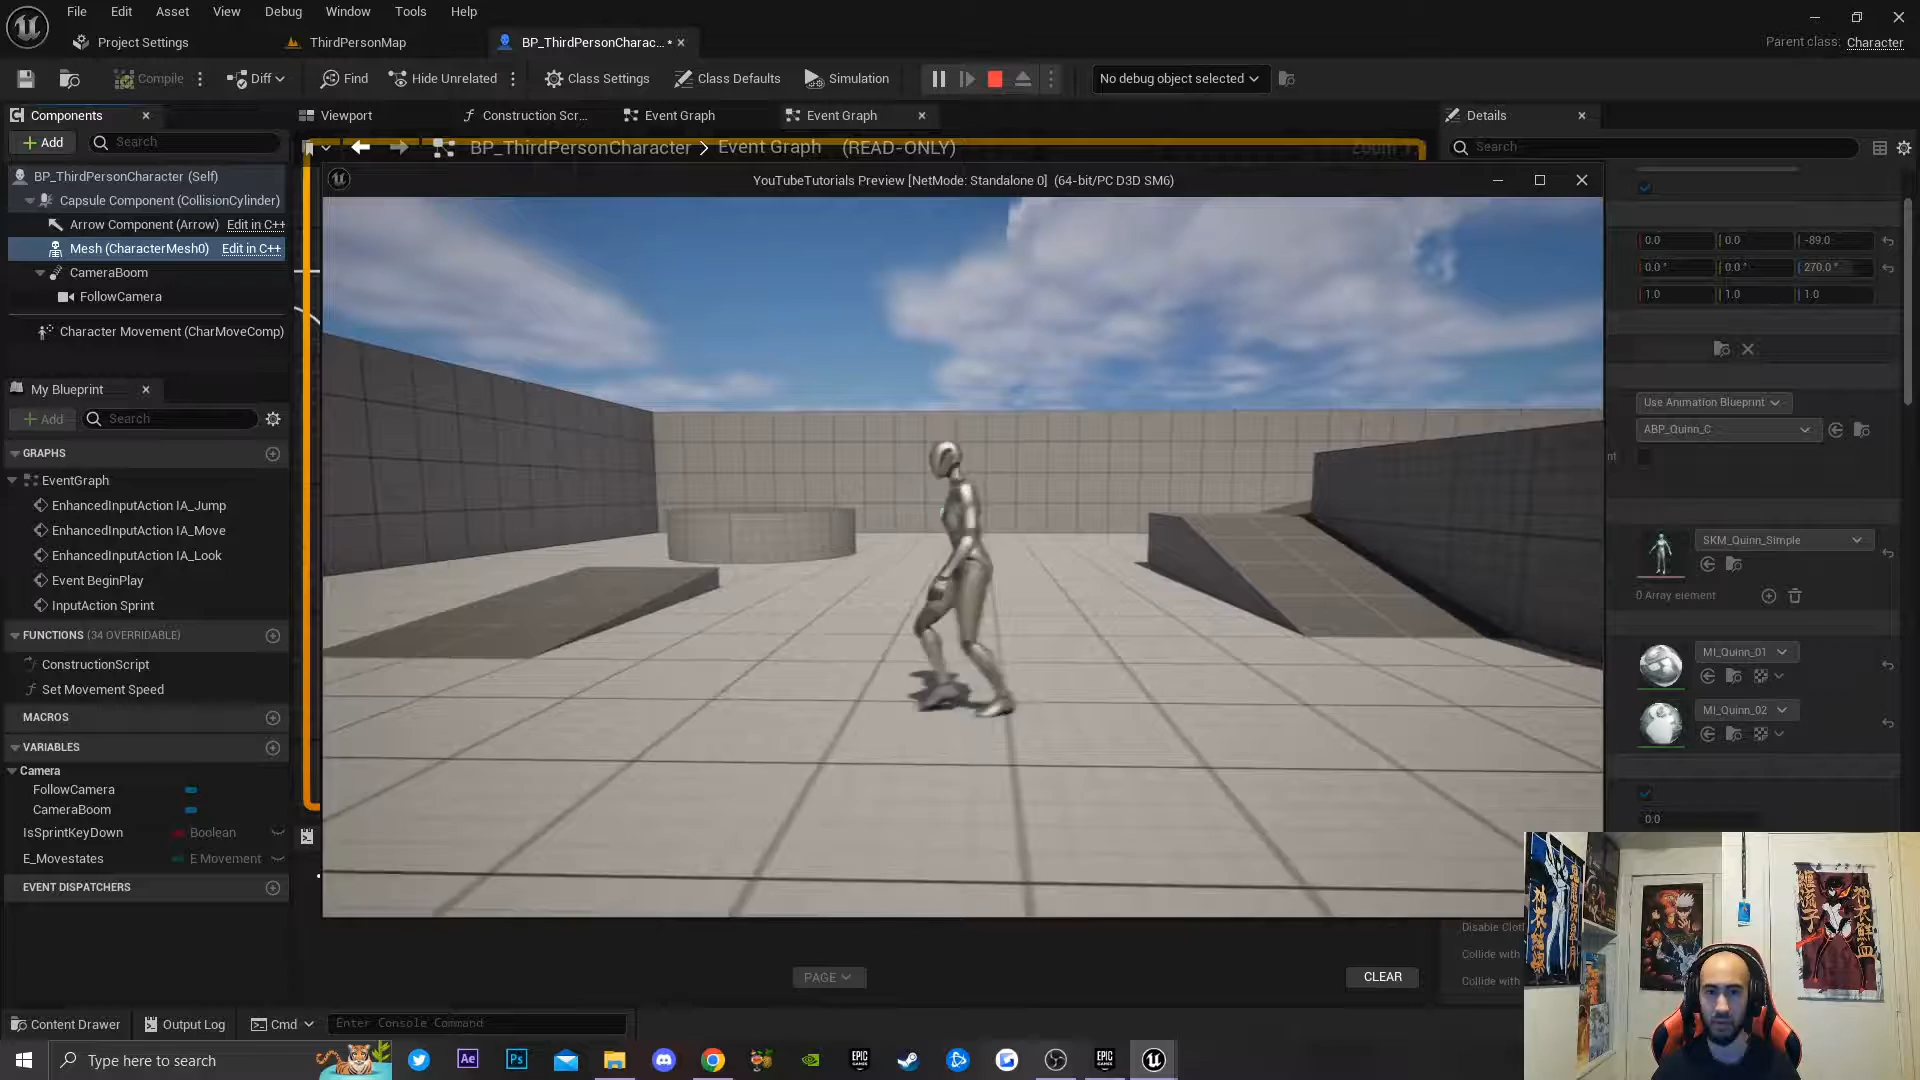 File Edit Asset View Debug Window Tools Help
Project Settings ThirdPersonMap BP_ThirdPersonCharac... • Parent class: Character
Compile Diff Find Hide Unrelated Class Settings Class Defaults Simulation No debug object selected
Components Viewport Construction Scr... Event Graph Event Graph Details
Add Search Search
BP_ThirdPersonCharacter > Event Graph (READ-ONLY)
BP_ThirdPersonCharacter (Self)
YouTubeTutorials Preview [NetMode: Standalone 0] (64-bit/PC D3D SM6)
Capsule Component (CollisionCylinder)
Arrow Component (Arrow) Edit in C++
0.0 0.0 -89.0
Mesh (CharacterMesh0) Edit in C++
0.0 ° 0.0 ° 270.0 °
CameraBoom
1.0 1.0 1.0
FollowCamera
Character Movement (CharMoveComp)
My Blueprint
Use Animation Blueprint
Add Search
ABP_Quinn_C
GRAPHS
nt
EventGraph
EnhancedInputAction IA_Jump
EnhancedInputAction IA_Move
SKM_Quinn_Simple
EnhancedInputAction IA_Look
Event BeginPlay
0 Array element
InputAction Sprint
FUNCTIONS (34 OVERRIDABLE)
MI_Quinn_01
ConstructionScript
Set Movement Speed
MI_Quinn_02
MACROS
VARIABLES
Camera
FollowCamera
CameraBoom
0.0
IsSprintKeyDown Boolean
E_Movestates E Movement
EVENT DISPATCHERS
Disable Clot
Collide with
PAGE CLEAR
Collide with
Content Drawer Output Log Cmd Enter Console Command
Type here to search Ae Ps EPIC GAMES EPIC GAMES